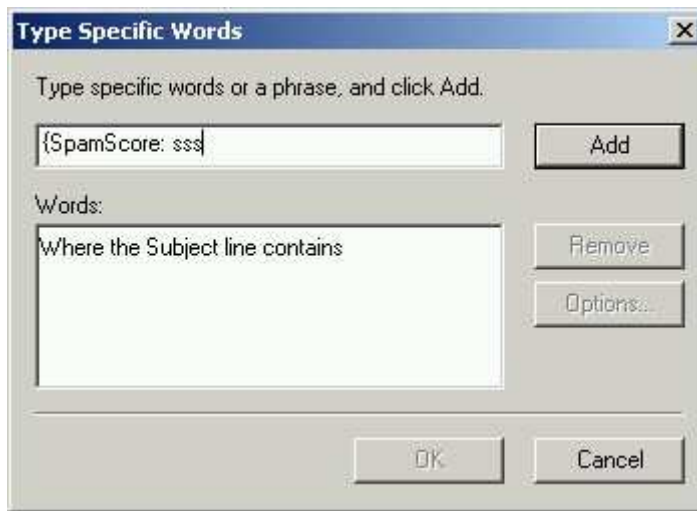 Type Specific Words
Type specific words or a phrase, and click Add.
{SpamScore: sss
Add
Words:
Where the Subject line contains
Remove
Options...
OK
Cancel